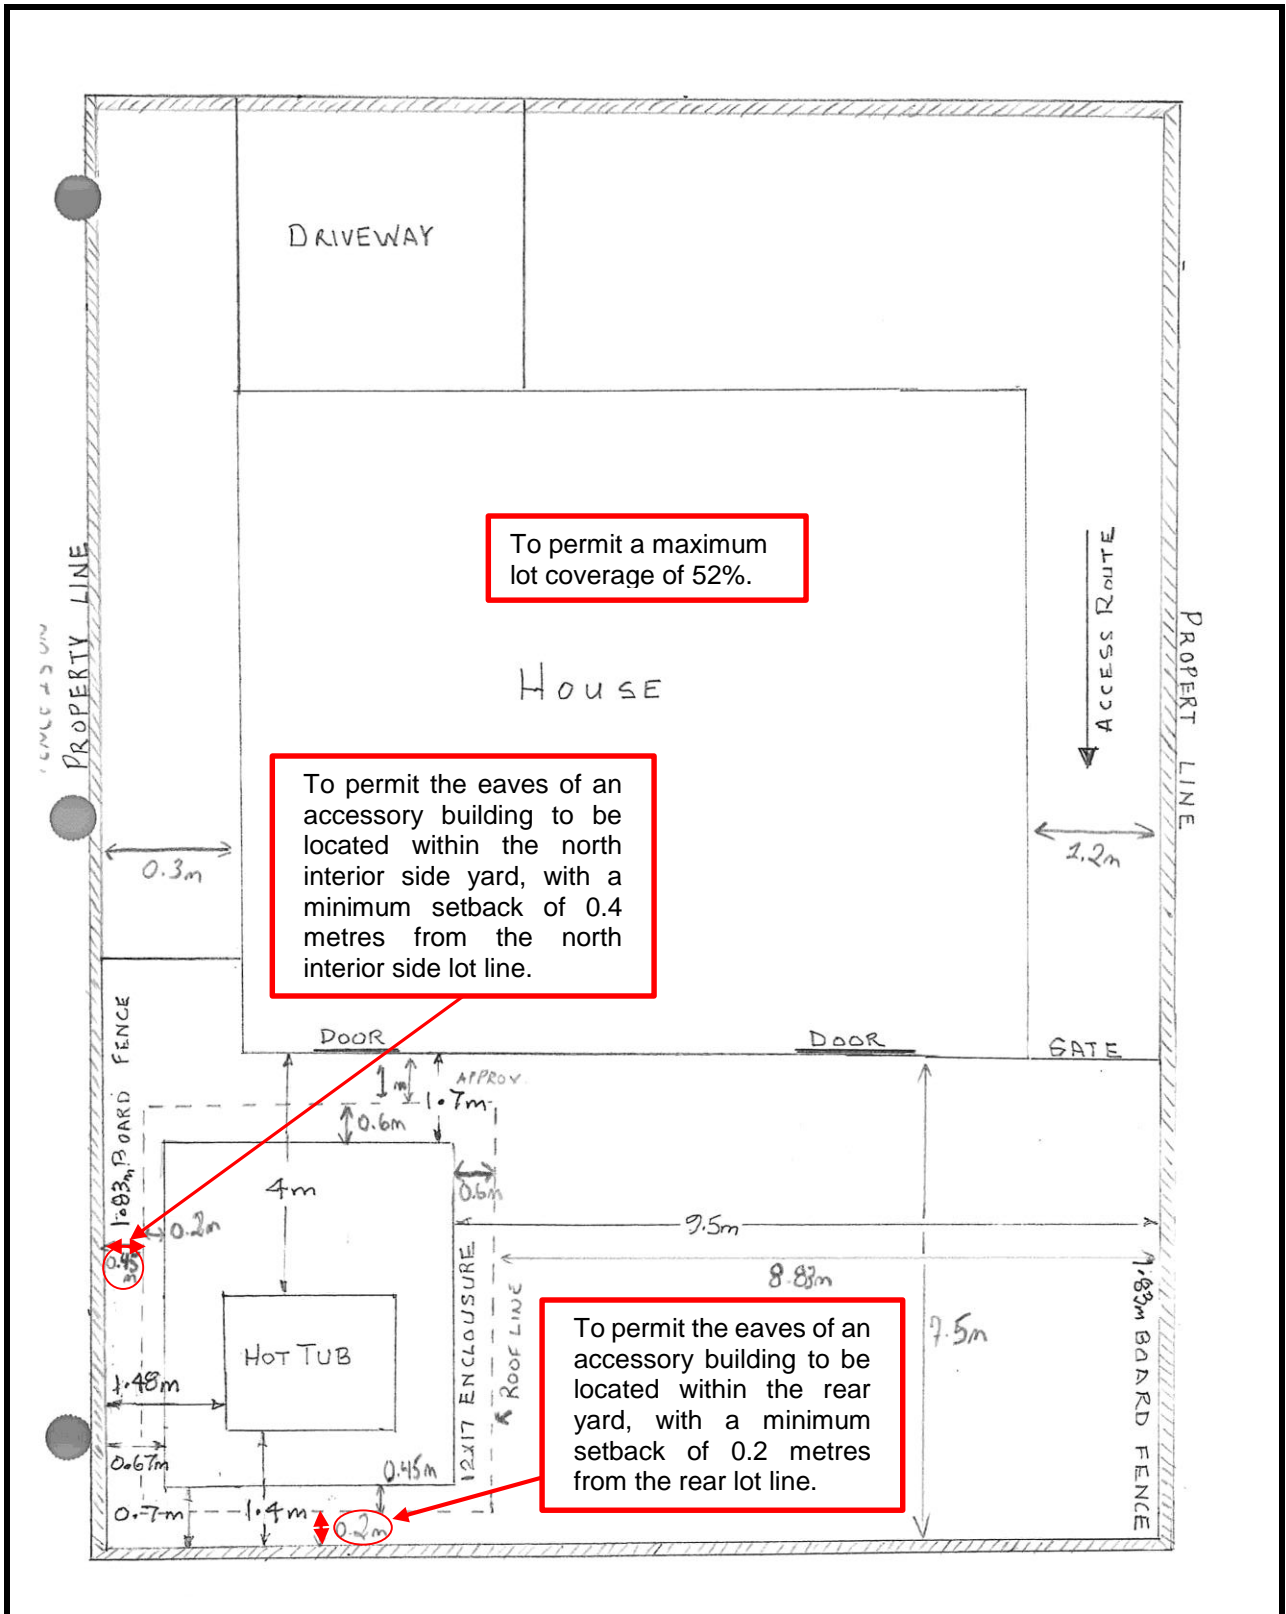 DRIVEWAY
To permit a maximum
lot coverage of 52%.
HOUSE
ACCESS ROUTE
PROPERTY LINE
PROPERT LINE
To permit the eaves of an
accessory building to be
located within the north
interior side yard, with a
minimum setback of 0.4
metres from the north
interior side lot line.
0.3m
1.2m
DOOR
DOOR
GATE
1.83m BOARD FENCE
1m
APPROX
1.7m
0.6m
4m
0.6m
0.2m
9.5m
0.45
m
8.83m
12x17 ENCLOUSURE
ROOF LINE
7.5m
1.83m BOARD FENCE
HOT TUB
To permit the eaves of an
accessory building to be
located within the rear
yard, with a minimum
setback of 0.2 metres
from the rear lot line.
1.48m
0.67m
0.45m
0.7m
1.4m
0.2m